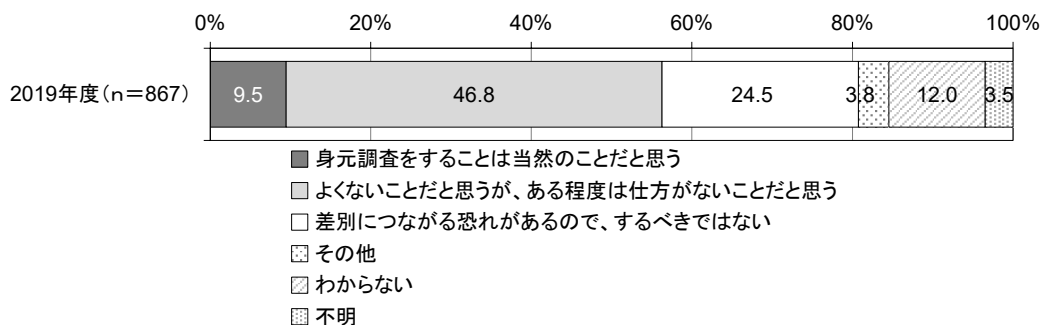 0% 20% 40% 60% 80% 100%
2019年度（ｎ＝867） 9.5 46.8 24.5 3.8 12.0 3.5
身元調査をすることは当然のことだと思う
よくないことだと思うが、ある程度は仕方がないことだと思う
差別につながる恐れがあるので、するべきではない
その他
わからない
不明